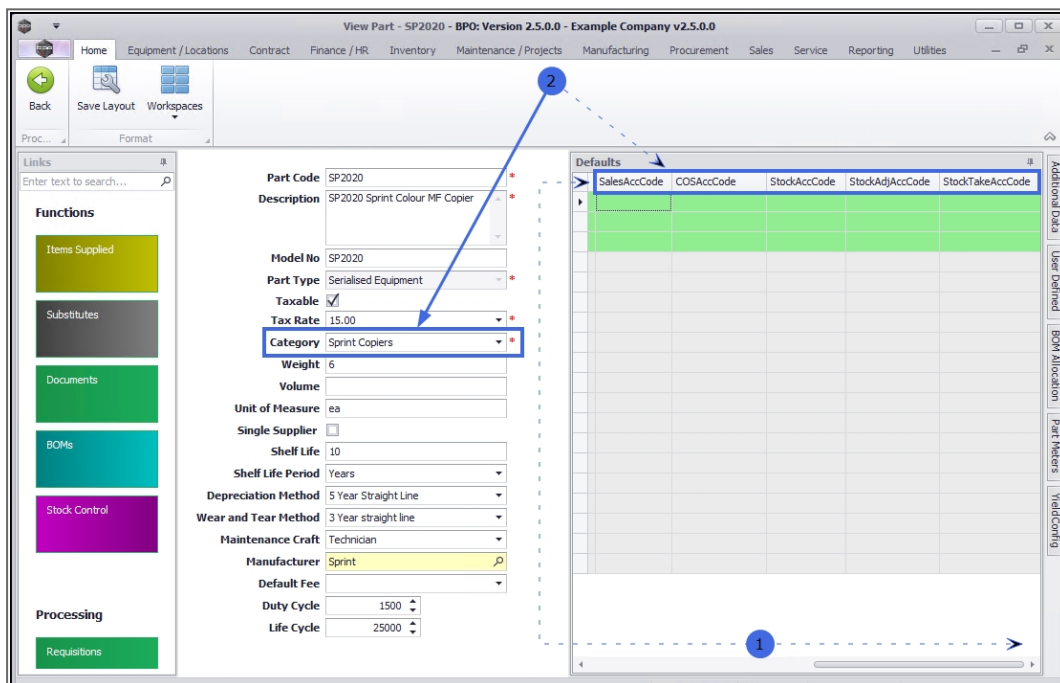 View Part - SP2020 - BPO: Version 2.5.0.0 - Example Company v2.5.0.0
Home Equipment / Locations Contract Finance / HR Inventory Maintenance / Projects Manufacturing Procurement Sales Service Reporting Utilities
Back Save Layout Workspaces
Proc... Format
2
Links
Enter text to search...
Functions
Items Supplied
Substitutes
Documents
BOMs
Stock Control
Processing
Requisitions
Part Code SP2020 *
Description SP2020 Sprint Colour MF Copier *
Model No SP2020
Part Type Serialised Equipment *
Taxable
Tax Rate 15.00 *
Category Sprint Copiers *
Weight 6
Volume
Unit of Measure ea
Single Supplier
Shelf Life 10
Shelf Life Period Years
Depreciation Method 5 Year Straight Line
Wear and Tear Method 3 Year straight line
Maintenance Craft Technician
Manufacturer Sprint
Default Fee
Duty Cycle 1500
Life Cycle 25000
Defaults
SalesAccCode COSAccCode StockAccCode StockAdjAccCode StockTakeAccCode
1
Additional Data
User Defined
BOM Allocation
Part Meters
YieldConfig